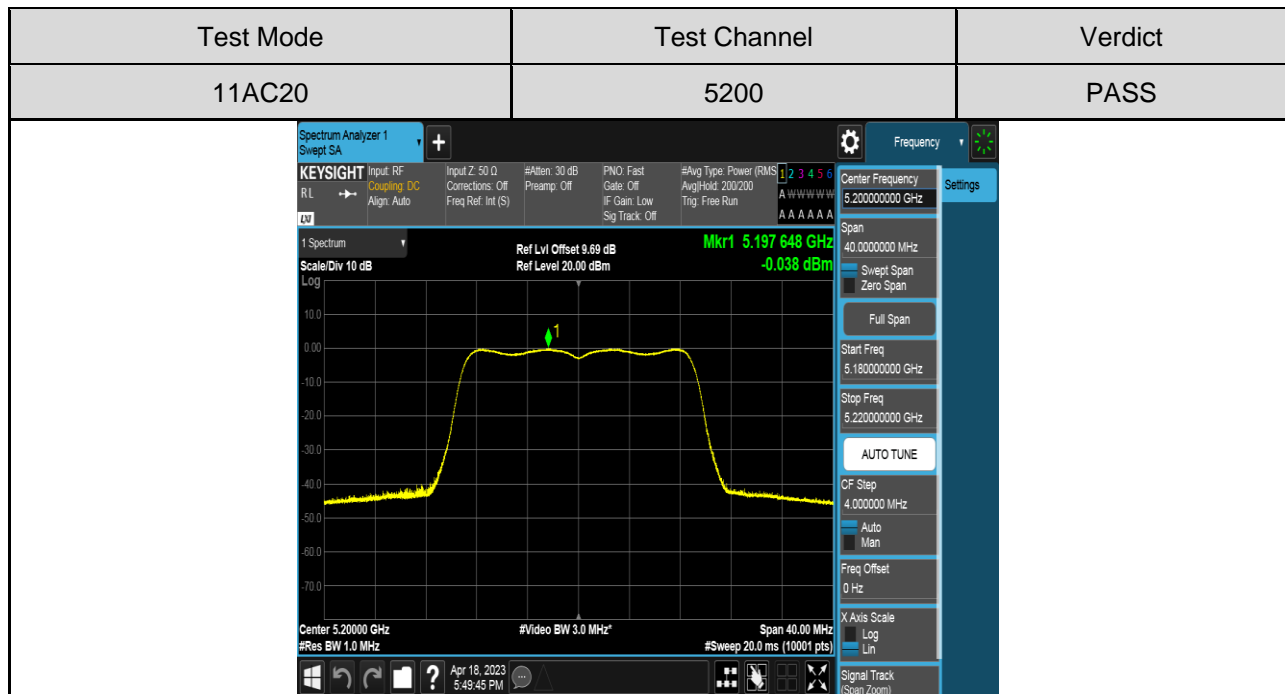 Test Mode
Test Channel
Verdict
11AC20
5200
PASS
Spectrum Analyzer 1
Swept SA
+
Frequency
KEYSIGHT
RL
LXI
Input: RF
Coupling: DC
Align: Auto
Input Z: 50 Ω
Corrections: Off
Freq Ref: Int (S)
#Atten: 30 dB
Preamp: Off
PNO: Fast
Gate: Off
IF Gain: Low
Sig Track: Off
#Avg Type: Power (RMS
Avg|Hold: 200/200
Trig: Free Run
1 2 3 4 5 6
A W W W W W
A A A A A A
1 Spectrum
Scale/Div 10 dB
Log
Ref Lvl Offset 9.69 dB
Ref Level 20.00 dBm
Mkr1 5.197 648 GHz
-0.038 dBm
10.0
0.00
-10.0
-20.0
-30.0
-40.0
-50.0
-60.0
-70.0
1
Center 5.20000 GHz
#Res BW 1.0 MHz
#Video BW 3.0 MHz*
Span 40.00 MHz
#Sweep 20.0 ms (10001 pts)
?
Apr 18, 2023
5:49:45 PM
Center Frequency
5.200000000 GHz
Span
40.0000000 MHz
Swept Span
Zero Span
Full Span
Start Freq
5.180000000 GHz
Stop Freq
5.220000000 GHz
AUTO TUNE
CF Step
4.000000 MHz
Auto
Man
Freq Offset
0 Hz
X Axis Scale
Log
Lin
Signal Track
(Span Zoom)
Settings